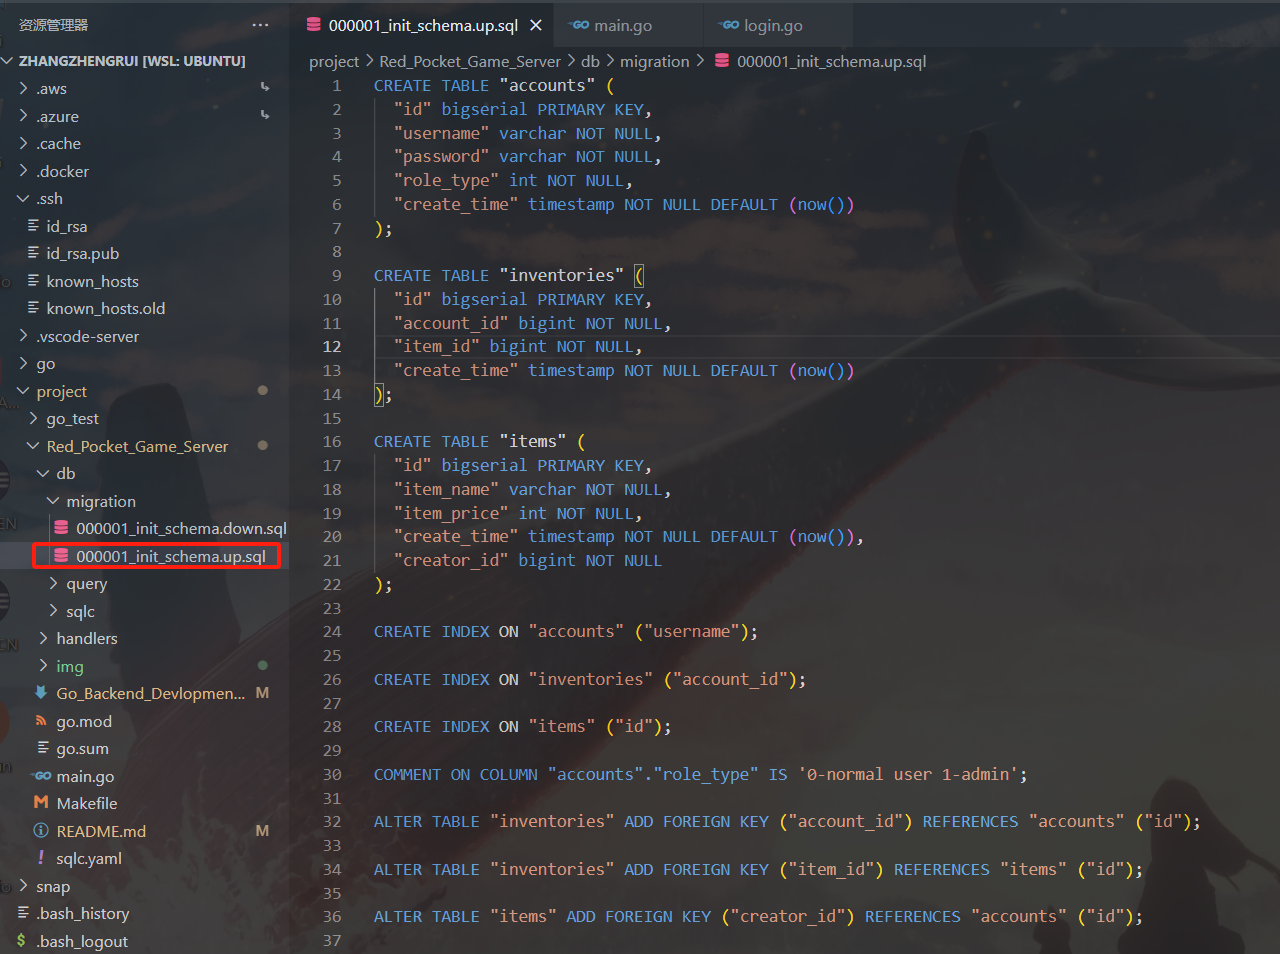 资源管理器 ···
ZHANGZHENGRUI [WSL: UBUNTU]
.aws
.azure
.cache
.docker
.ssh
id_rsa
id_rsa.pub
known_hosts
known_hosts.old
.vscode-server
go
project
go_test
Red_Pocket_Game_Server
db
migration
000001_init_schema.down.sql
000001_init_schema.up.sql
query
sqlc
handlers
img
Go_Backend_Devlopmen... M
go.mod
go.sum
main.go
Makefile
README.md M
sqlc.yaml
snap
.bash_history
.bash_logout
000001_init_schema.up.sql main.go login.go
project > Red_Pocket_Game_Server > db > migration > 000001_init_schema.up.sql
1 CREATE TABLE "accounts" (
2 "id" bigserial PRIMARY KEY,
3 "username" varchar NOT NULL,
4 "password" varchar NOT NULL,
5 "role_type" int NOT NULL,
6 "create_time" timestamp NOT NULL DEFAULT (now())
7 );
8
9 CREATE TABLE "inventories" (
10 "id" bigserial PRIMARY KEY,
11 "account_id" bigint NOT NULL,
12 "item_id" bigint NOT NULL,
13 "create_time" timestamp NOT NULL DEFAULT (now())
14 );
15
16 CREATE TABLE "items" (
17 "id" bigserial PRIMARY KEY,
18 "item_name" varchar NOT NULL,
19 "item_price" int NOT NULL,
20 "create_time" timestamp NOT NULL DEFAULT (now()),
21 "creator_id" bigint NOT NULL
22 );
23
24 CREATE INDEX ON "accounts" ("username");
25
26 CREATE INDEX ON "inventories" ("account_id");
27
28 CREATE INDEX ON "items" ("id");
29
30 COMMENT ON COLUMN "accounts"."role_type" IS '0-normal user 1-admin';
31
32 ALTER TABLE "inventories" ADD FOREIGN KEY ("account_id") REFERENCES "accounts" ("id");
33
34 ALTER TABLE "inventories" ADD FOREIGN KEY ("item_id") REFERENCES "items" ("id");
35
36 ALTER TABLE "items" ADD FOREIGN KEY ("creator_id") REFERENCES "accounts" ("id");
37